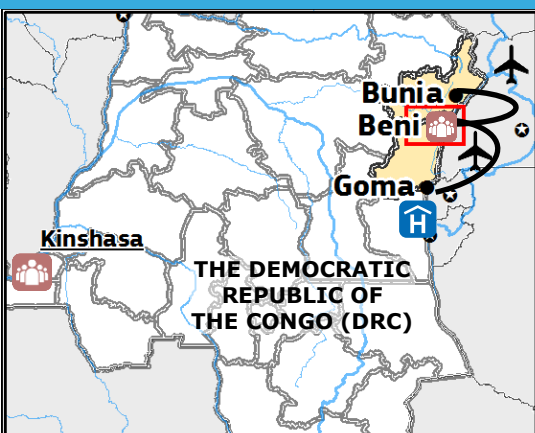 Bunia
Beni
Goma
H
Kinshasa
THE DEMOCRATIC
REPUBLIC OF
THE CONGO (DRC)